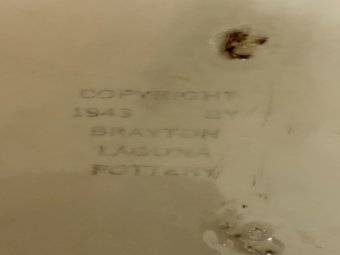 COPYRIGHT
1943 BY
BRAYTON
LAGUNA
POTTERY